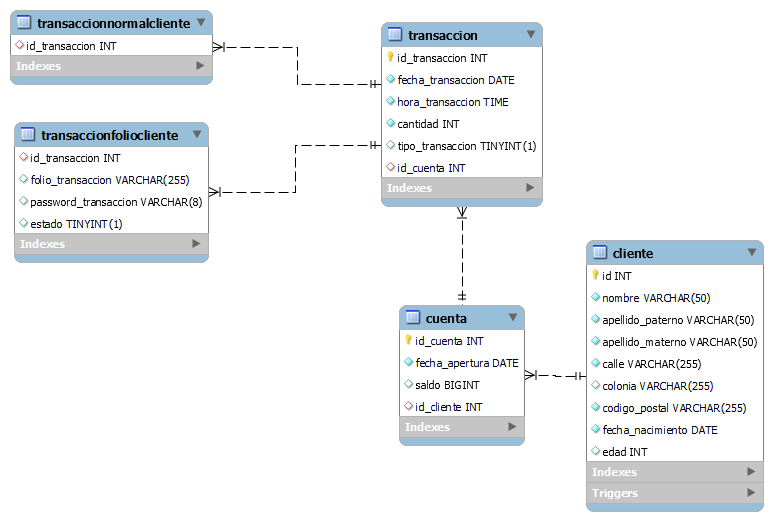 transaccionnormalcliente
id_transaccion INT
Indexes
transaccionfoliocliente
id_transaccion INT
folio_transaccion VARCHAR(255)
password_transaccion VARCHAR(8)
estado TINYINT(1)
Indexes
transaccion
id_transaccion INT
fecha_transaccion DATE
hora_transaccion TIME
cantidad INT
tipo_transaccion TINYINT(1)
id_cuenta INT
Indexes
cuenta
id_cuenta INT
fecha_apertura DATE
saldo BIGINT
id_cliente INT
Indexes
cliente
id INT
nombre VARCHAR(50)
apellido_paterno VARCHAR(50)
apellido_materno VARCHAR(50)
calle VARCHAR(255)
colonia VARCHAR(255)
codigo_postal VARCHAR(255)
fecha_nacimiento DATE
edad INT
Indexes
Triggers